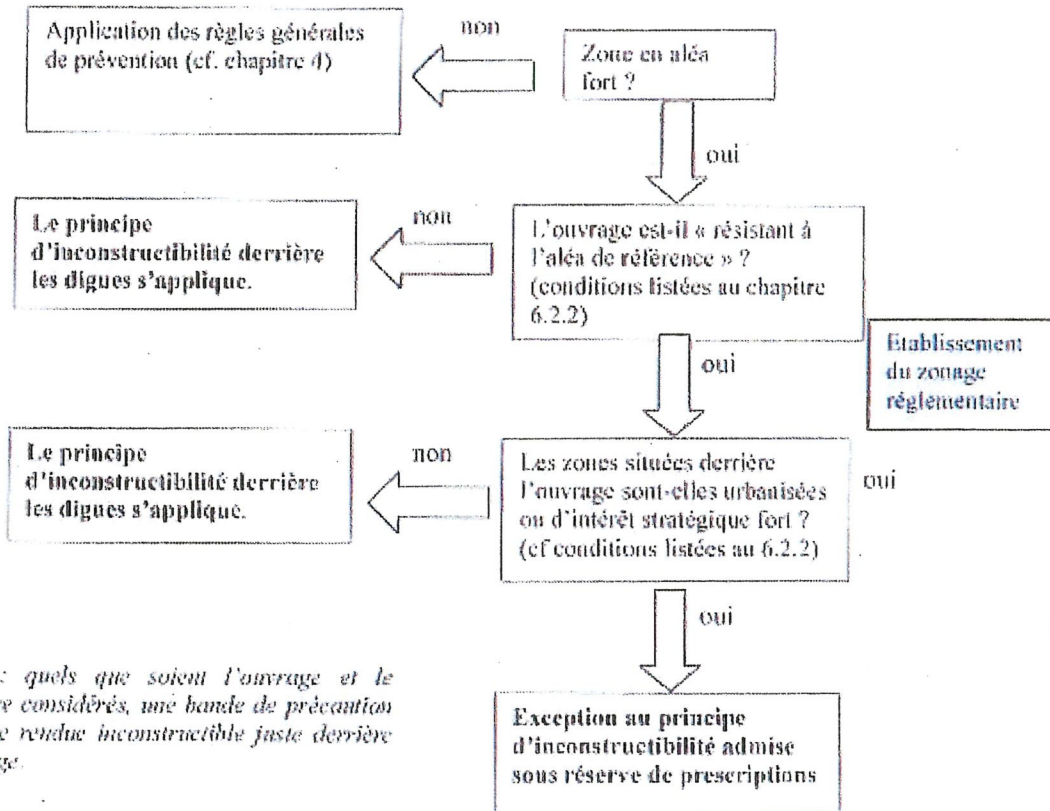 Application des règles générales
de prévention (cf. chapitre 4)
non
Zone en aléa
fort ?
oui
Le principe
d'inconstructibilité derrière
les digues s'applique.
non
L'ouvrage est-il « résistant à
l'aléa de référence » ?
(conditions listées au chapitre
6.2.2)
oui
Etablissement
du zonage
réglementaire
Le principe
d'inconstructibilité derrière
les digues s'applique.
non
Les zones situées derrière
l'ouvrage sont-elles urbanisées
ou d'intérêt stratégique fort ?
(cf conditions listées au 6.2.2)
oui
oui
: quels que soient l'ouvrage et le
re considérés, une bande de précaution
e rendue inconstructible juste derrière
ge.
Exception au principe
d'inconstructibilité admise
sous réserve de prescriptions